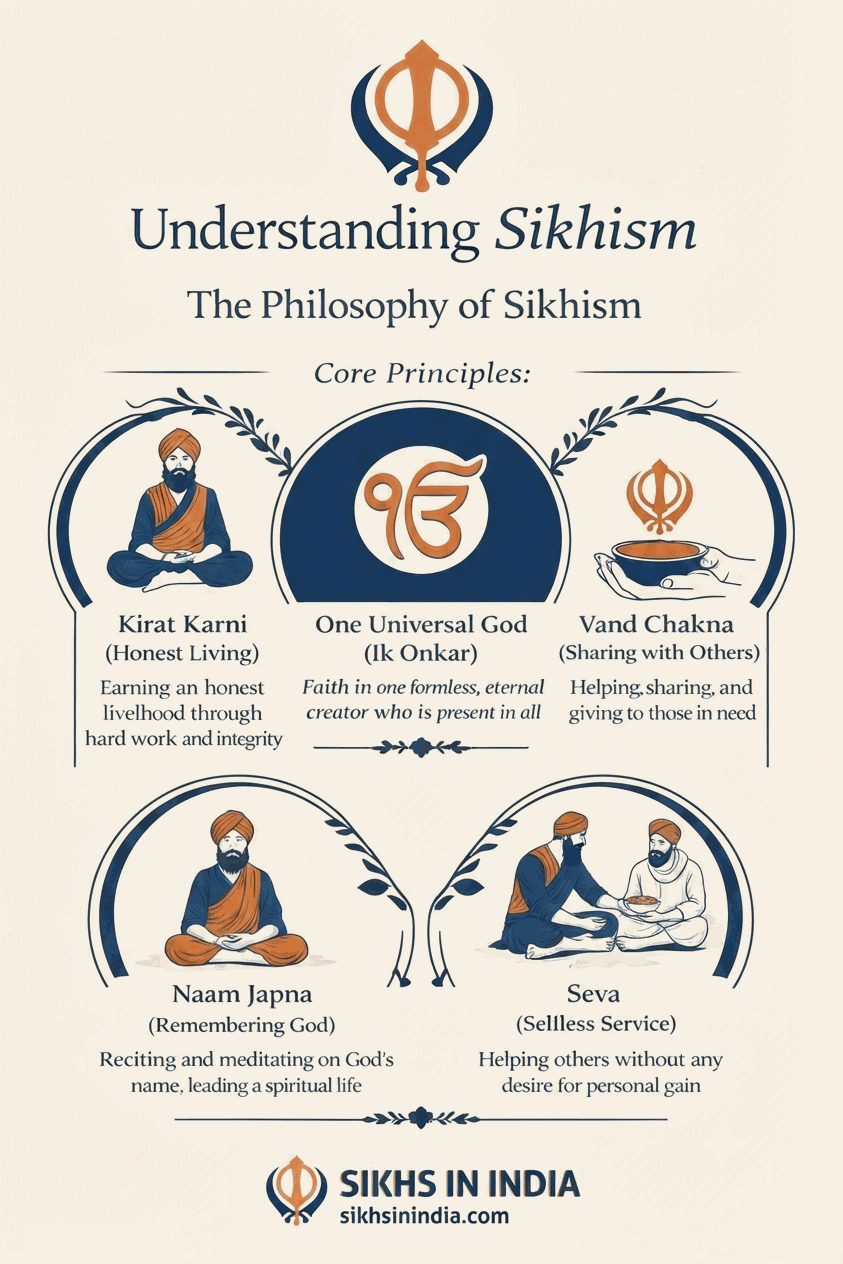 Understanding Sikhism
The Philosophy of Sikhism
Core Principles:
ੴ
Kirat Karni
(Honest Living)
Earning an honest
livelhood through
hard work and integrity
One Universal God
(Ik Onkar)
Faith in one formless, eternal
creator who is present in all
Vand Chakna
(Sharing with Others)
Helping, sharing, and
giving to those in need
Naam Japna
(Remembering God)
Reciting and meditating on God's
name, leading a spiritual life
Seva
(Sellless Service)
Helping others without any
desire for personal gain
SIKHS IN INDIA
sikhsinindia.com